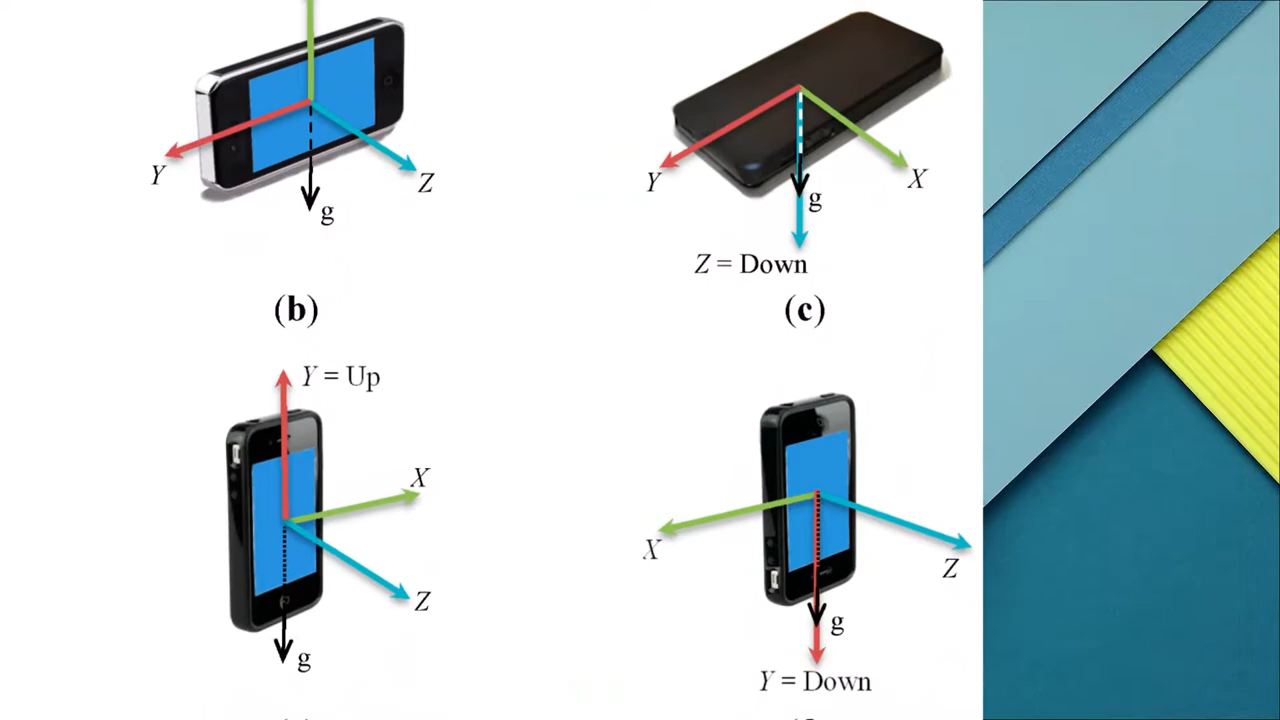 Y
Z
g
Y
X
g
Z = Down
(b)
(c)
Y = Up
X
Z
g
X
Z
g
Y = Down